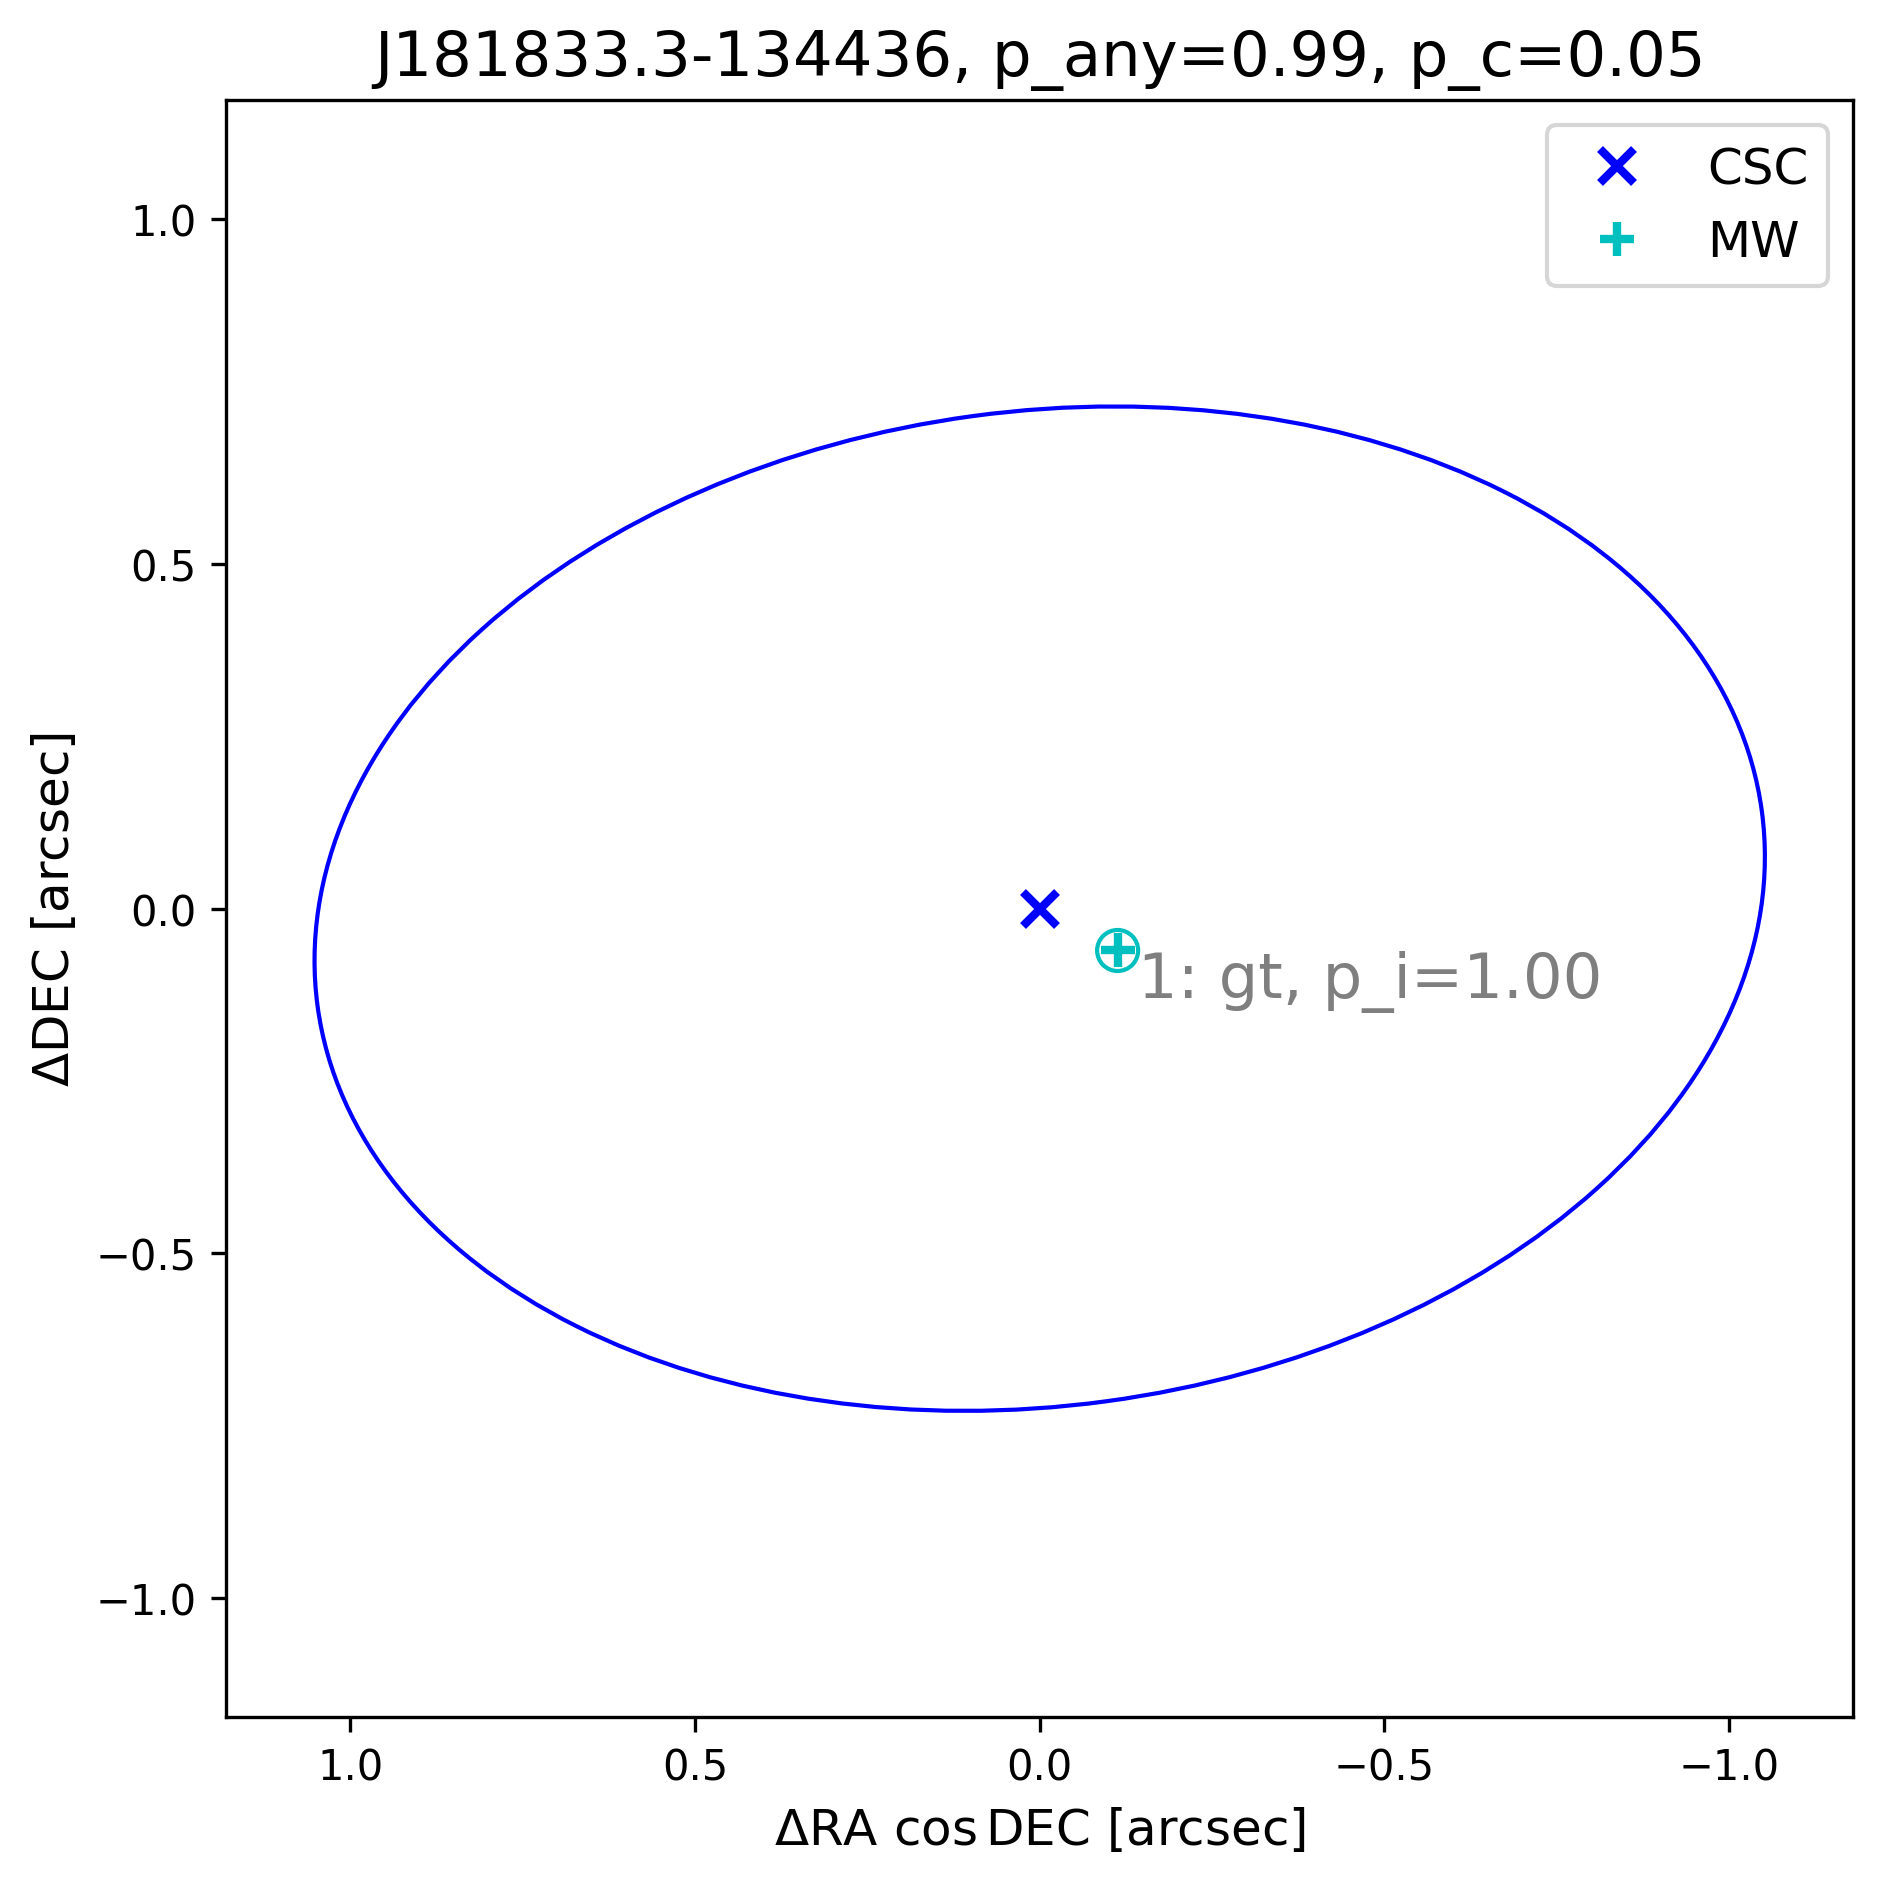 J181833.3-134436, p_any=0.99, p_c=0.05
CSC
MW
1.0
0.5
0.0
−0.5
−1.0
ΔDEC [arcsec]
1: gt, p_i=1.00
1.0 0.5 0.0 −0.5 −1.0
ΔRA cos DEC [arcsec]